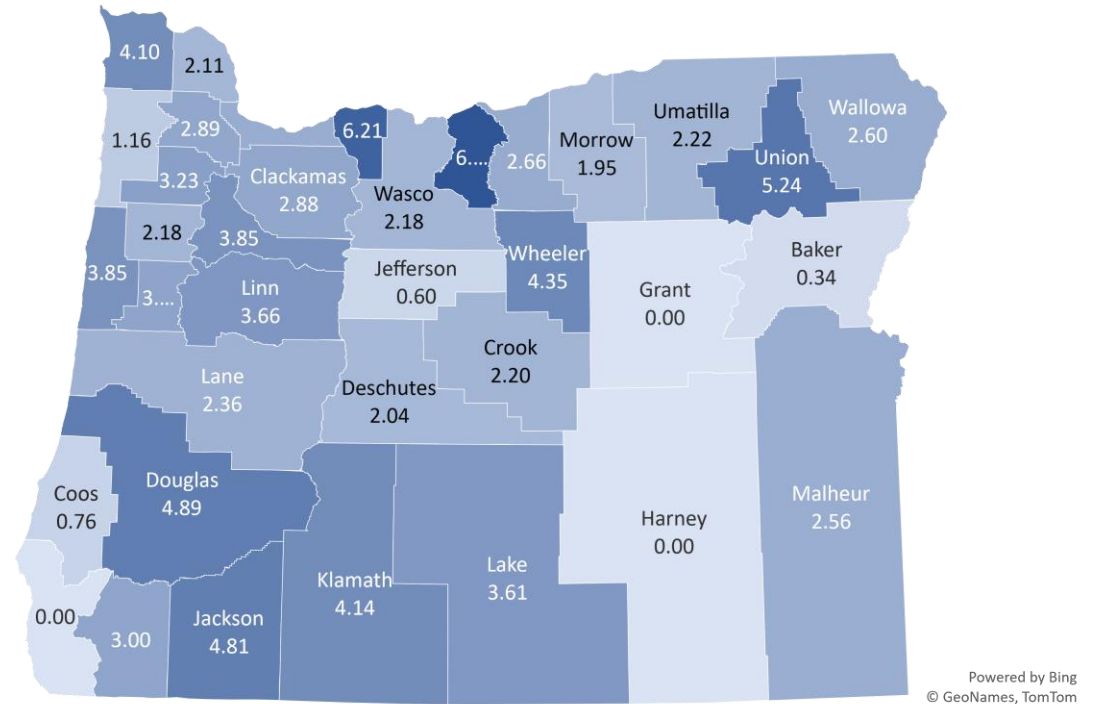 4.10
2.11
1.16
2.89
3.23
Clackamas
2.88
6.21
Wasco
2.18
6....
2.66
Morrow
1.95
Umatilla
2.22
Union
5.24
Wallowa
2.60
2.18
3.85
3.85
3....
Linn
3.66
Jefferson
0.60
Wheeler
4.35
Grant
0.00
Baker
0.34
Crook
2.20
Lane
2.36
Deschutes
2.04
Douglas
4.89
Coos
0.76
Malheur
2.56
Harney
0.00
Klamath
4.14
Lake
3.61
0.00
3.00
Jackson
4.81
Powered by Bing
© GeoNames, TomTom